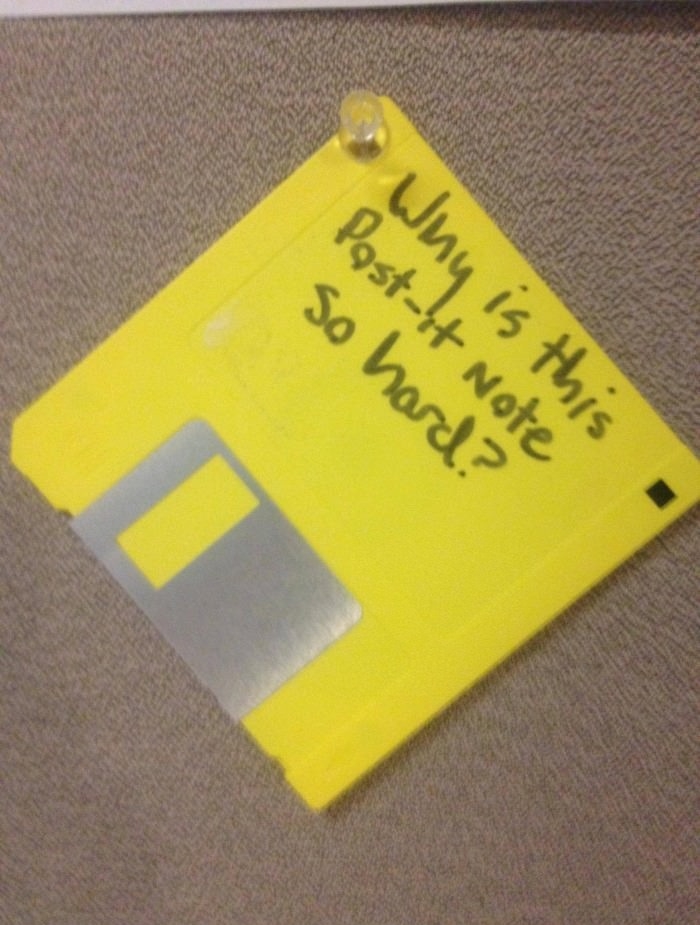 Why is this
Post-it Note
so hard?